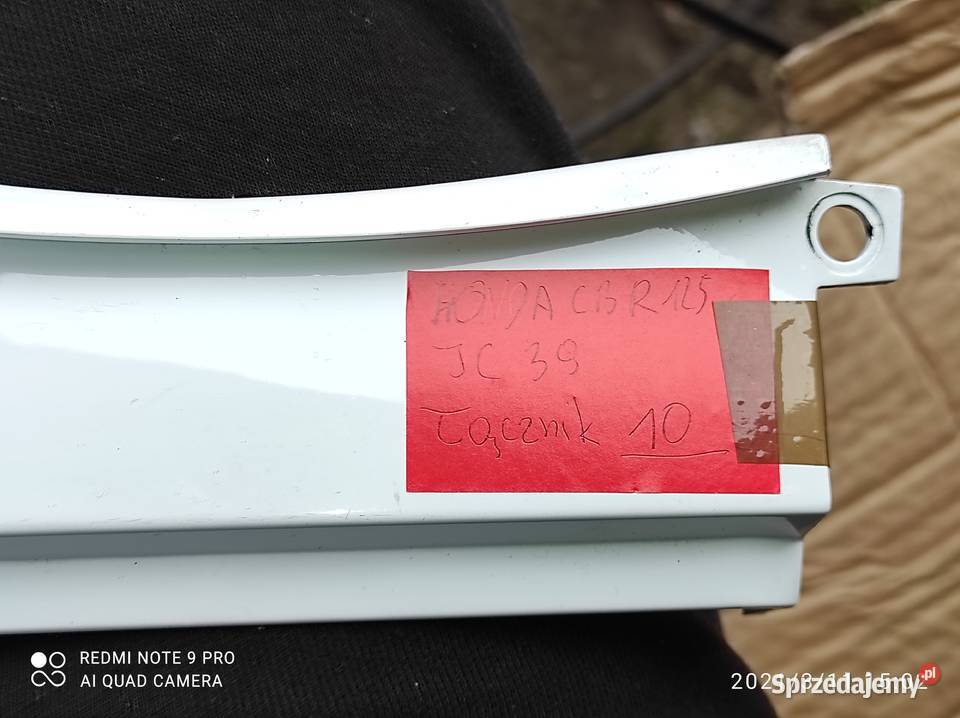 HONDA CBR125
JC 39
Łącznik 10
REDMI NOTE 9 PRO
AI QUAD CAMERA
Sprzedajemy.pl